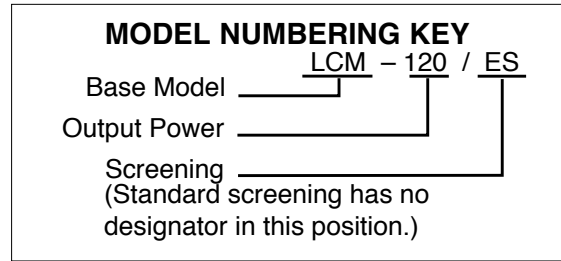 MODEL NUMBERING KEY
LCM – 120 / ES
Base Model
Output Power
Screening
(Standard screening has no
designator in this position.)